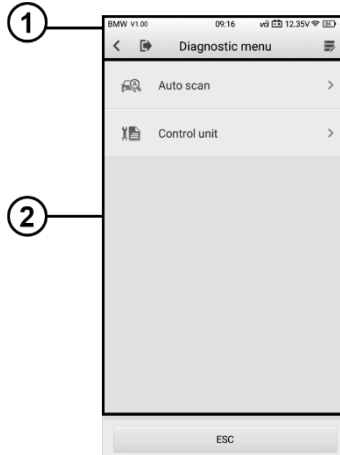 1
BMW V1.00 09:16 12.35V
Diagnostic menu
Auto scan
Control unit
2
ESC